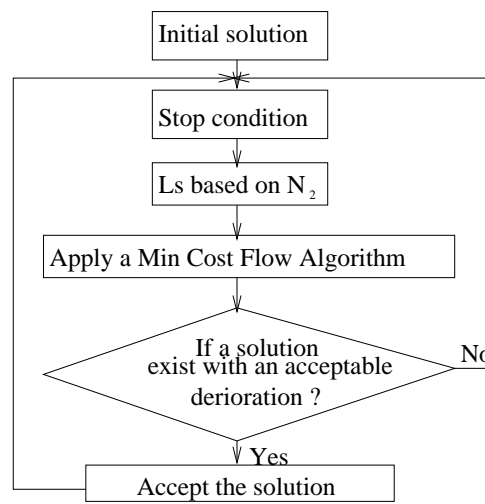 Initial solution
Stop condition
Ls based on N₂
Apply a Min Cost Flow Algorithm
If a solution
exist with an acceptable
derioration ?
No
Yes
Accept the solution